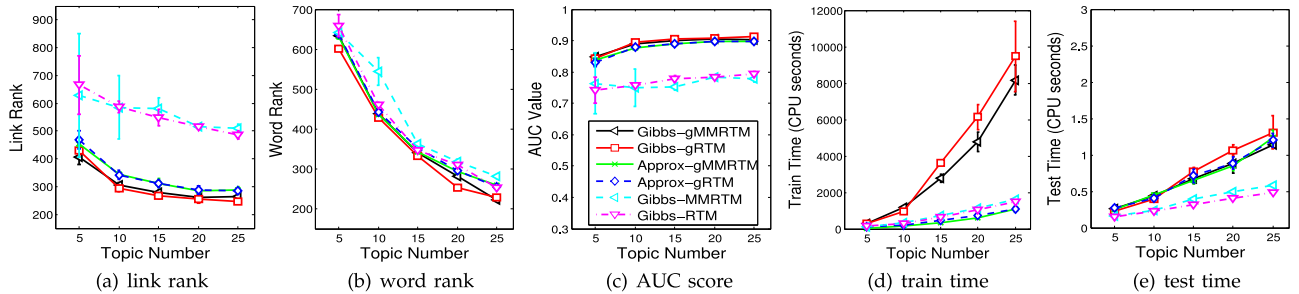 950
900
800
700
600
500
400
300
200
5
10
15
20
25
Link Rank
Topic Number
(a) link rank
700
600
500
400
300
200
5
10
15
20
25
Word Rank
Topic Number
(b) word rank
1
0.9
0.8
0.7
0.6
0.5
0.4
0.3
5
10
15
20
25
AUC Value
Topic Number
Gibbs-gMMRTM
Gibbs-gRTM
Approx-gMMRTM
Approx-gRTM
Gibbs-MMRTM
Gibbs-RTM
(c) AUC score
12000
10000
8000
6000
4000
2000
0
5
10
15
20
25
Train Time (CPU seconds)
Topic Number
(d) train time
3
2.5
2
1.5
1
0.5
0
5
10
15
20
25
Test Time (CPU seconds)
Topic Number
(e) test time